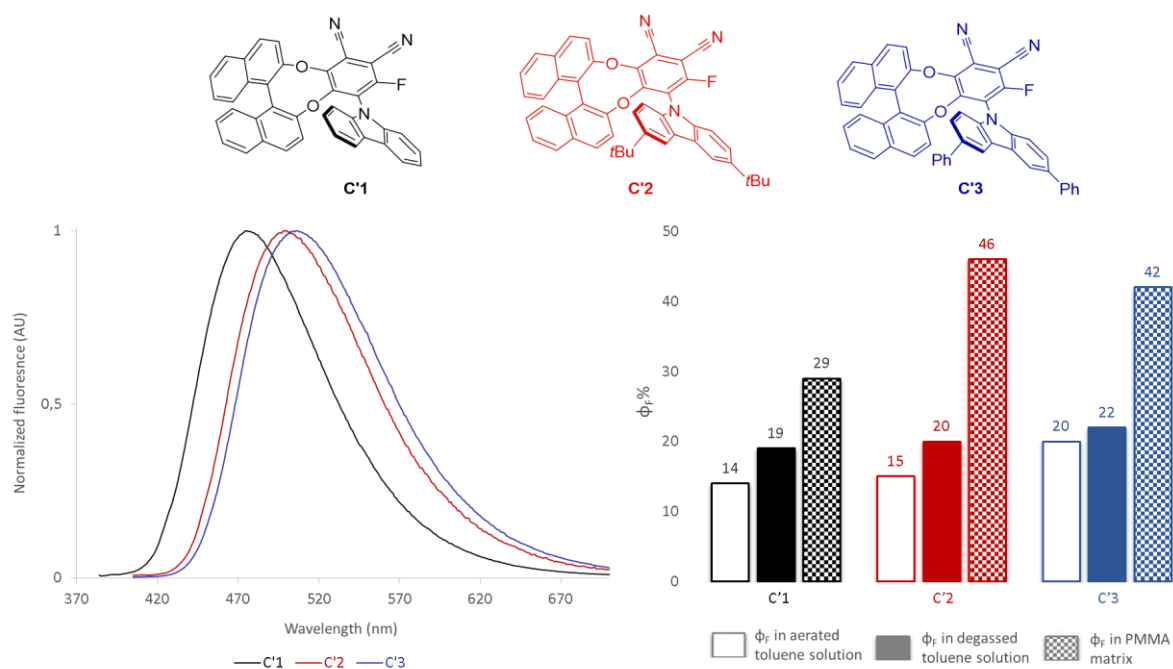 N
N
O
F
O
N
C'1
N
N
O
F
O
N
tBu
tBu
C'2
N
N
O
F
O
N
Ph
Ph
C'3
Normalized fluoresnce (AU)
1
0,5
0
370 420 470 520 570 620 670
Wavelength (nm)
C'1 C'2 C'3
ϕF%
50
40
30
20
10
0
14 19 29
15 20 46
20 22 42
C'1 C'2 C'3
ϕF in aerated
toluene solution
ϕF in degassed
toluene solution
ϕF in PMMA
matrix